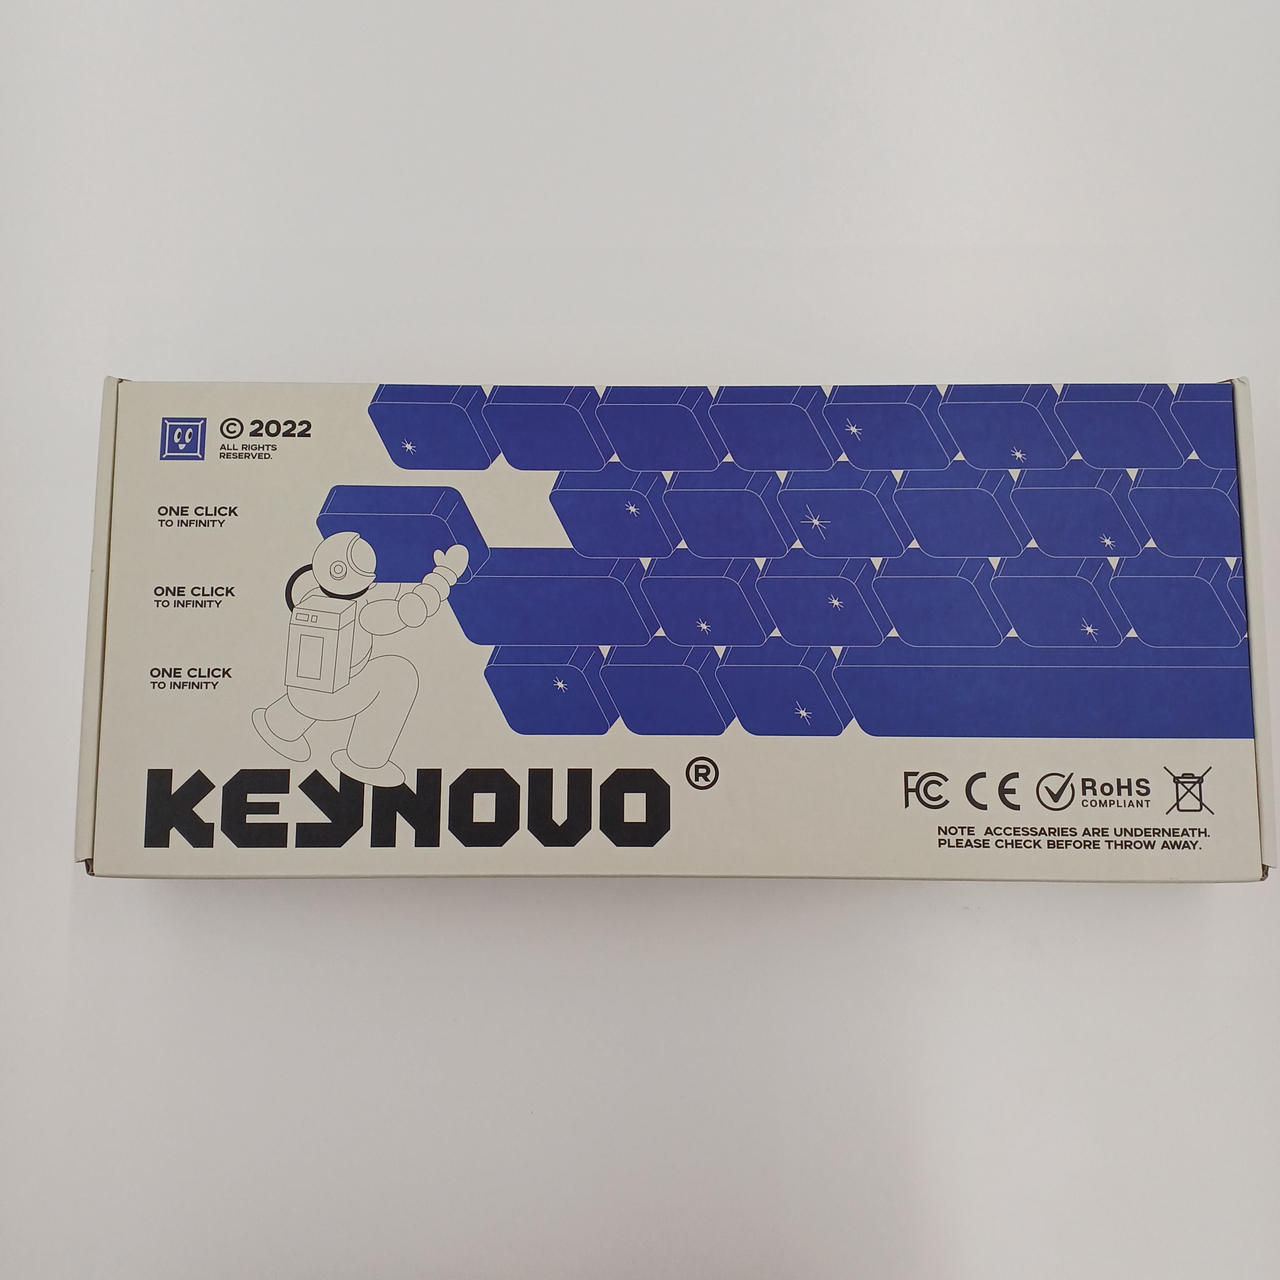 © 2022
ALL RIGHTS
RESERVED.
ONE CLICK
TO INFINITY
ONE CLICK
TO INFINITY
ONE CLICK
TO INFINITY
KEYNOVO®
FC CE RoHS
COMPLIANT
NOTE ACCESSARIES ARE UNDERNEATH.
PLEASE CHECK BEFORE THROW AWAY.